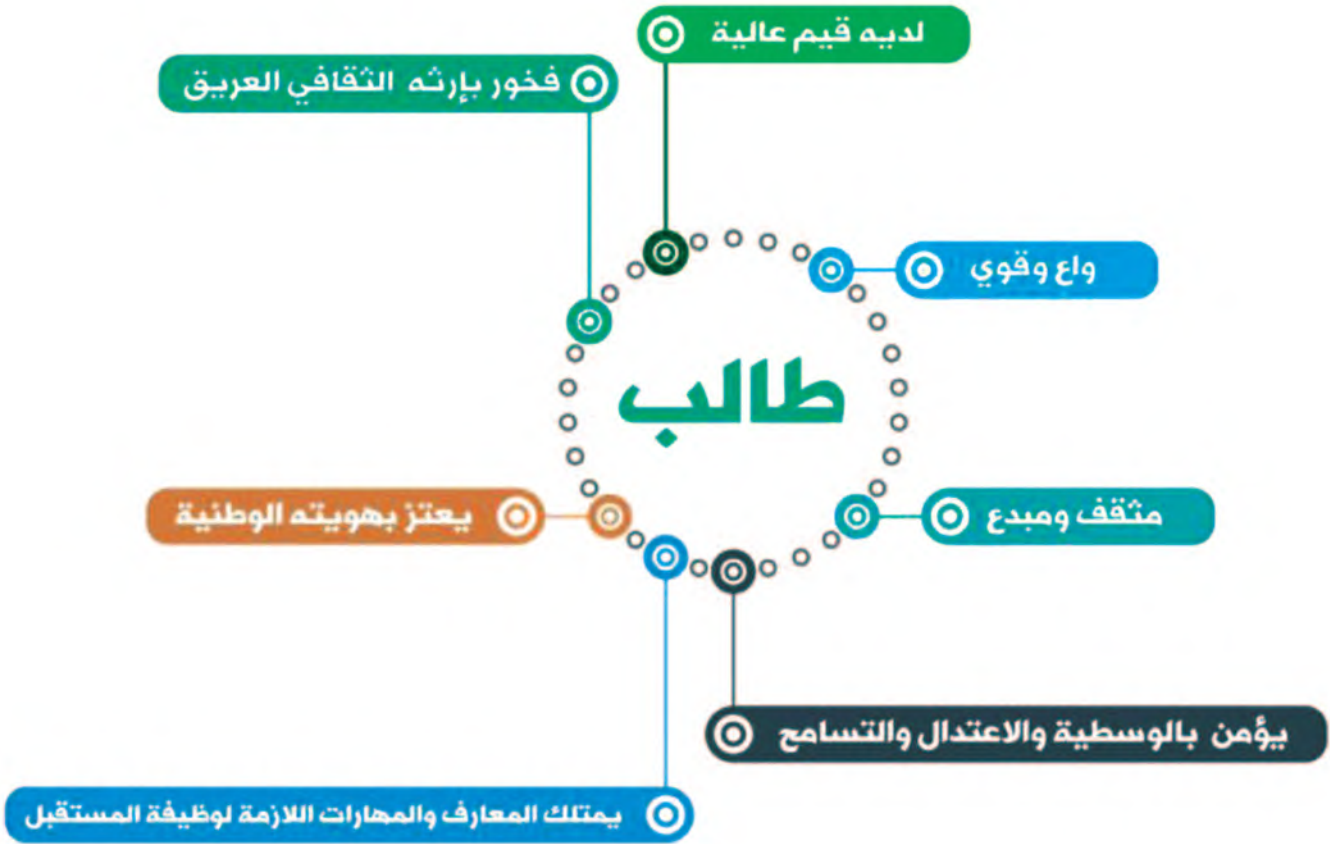 لديه قيم عالية
فخور بإرثه الثقافي العريق
واع وقوي
طالب
مثقف ومبدع
يعتز بهويته الوطنية
يؤمن بالوسطية والاعتدال والتسامح
يمتلك المعارف والمهارات اللازمة لوظيفة المستقبل